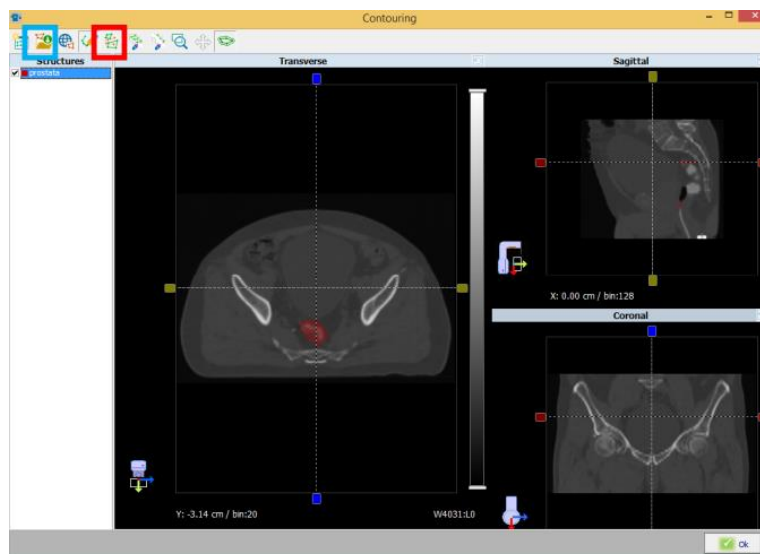 Contouring
Structures
Transverse
Sagittal
prostata
X: 0.00 cm / bin:128
Coronal
Y: -3.14 cm / bin:20
W4031:L0
Ok